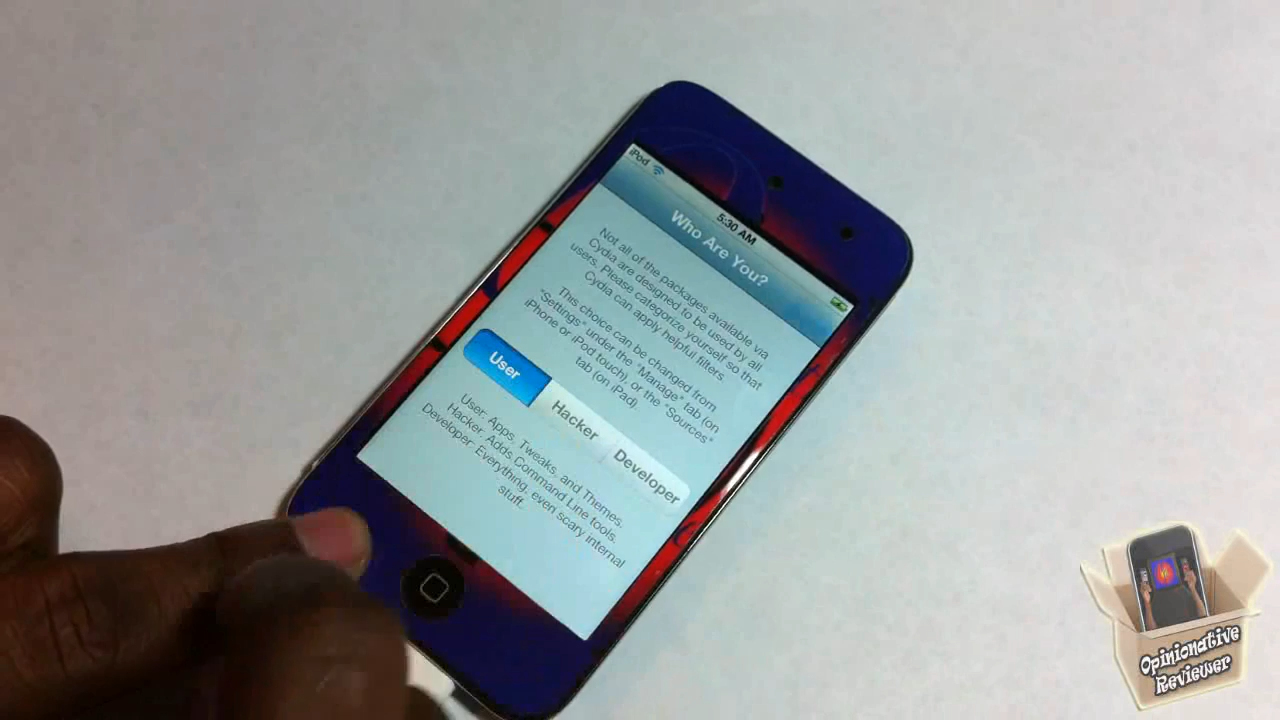 iPod
5:30 AM
Who Are You?
Not all of the packages available via
Cydia are designed to be used by all
users. Please categorize yourself so that
Cydia can apply helpful filters.
This choice can be changed from
"Settings" under the "Manage" tab (on
iPhone or iPod touch), or the "Sources"
tab (on iPad).
User
Hacker
Developer
User: Apps, Tweaks, and Themes.
Hacker: Adds Command Line tools.
Developer: Everything, even scary internal
stuff.
Opinionative
Reviewer